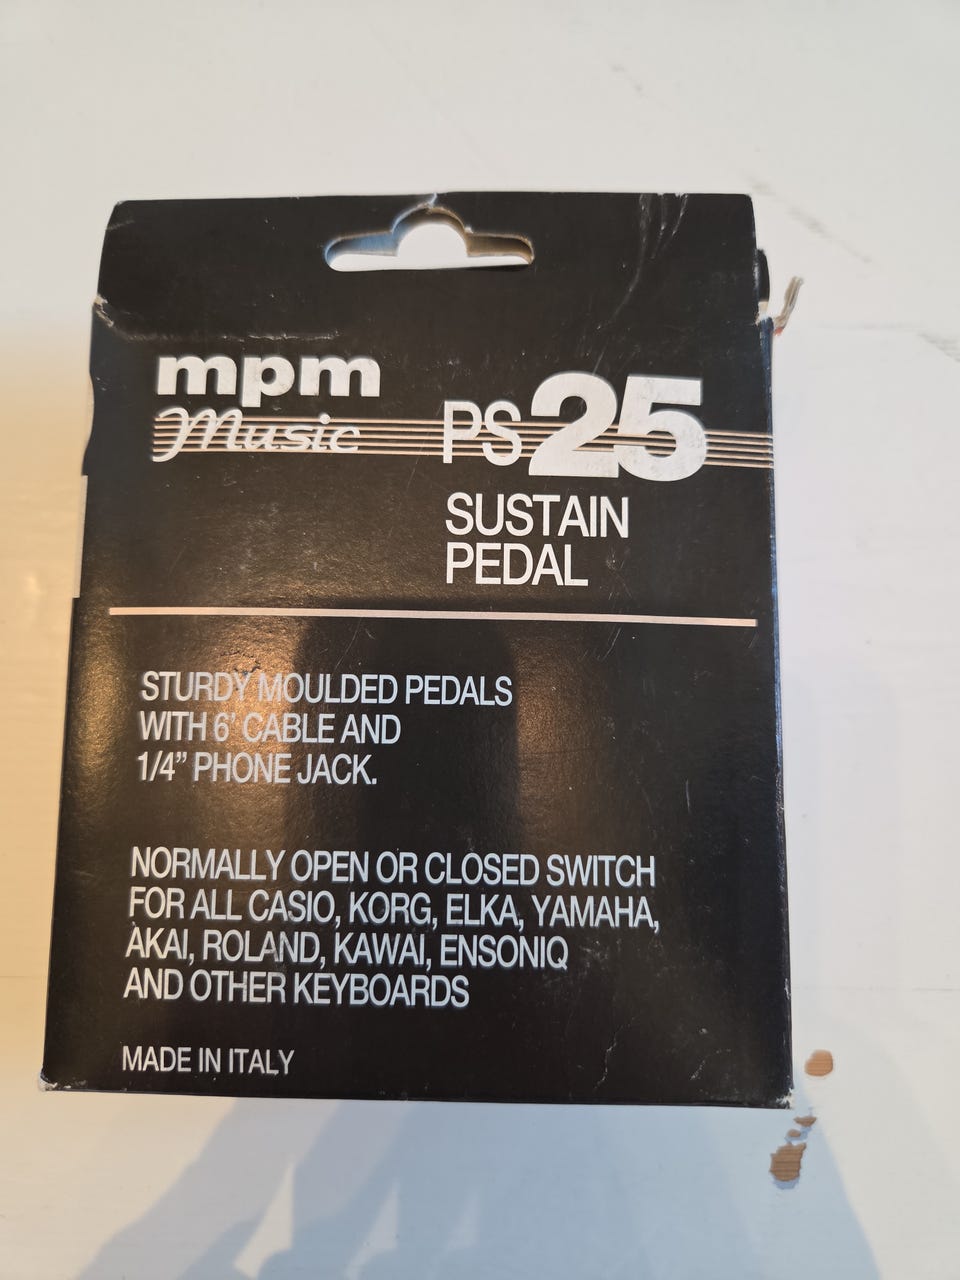 mpm
Music
PS25
SUSTAIN
PEDAL
STURDY MOULDED PEDALS
WITH 6' CABLE AND
1/4” PHONE JACK.
NORMALLY OPEN OR CLOSED SWITCH
FOR ALL CASIO, KORG, ELKA, YAMAHA,
AKAI, ROLAND, KAWAI, ENSONIQ
AND OTHER KEYBOARDS
MADE IN ITALY